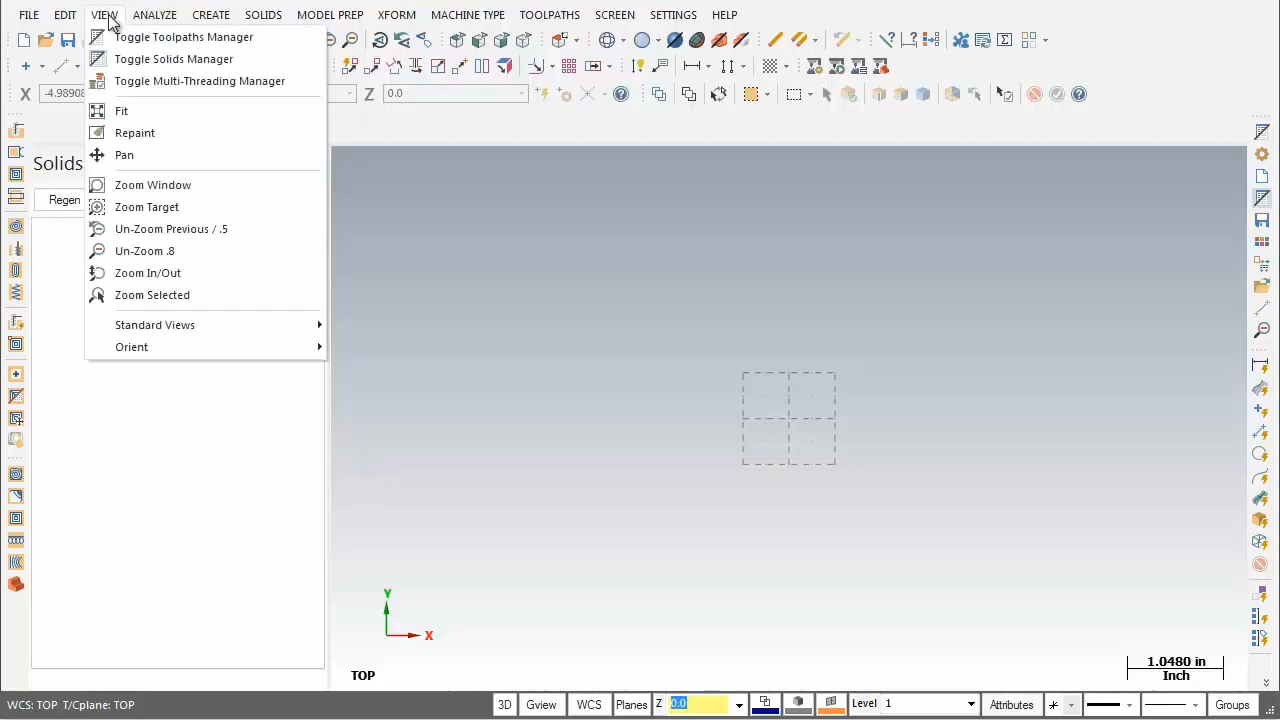 FILE EDIT VIEW ANALYZE CREATE SOLIDS MODEL PREP XFORM MACHINE TYPE TOOLPATHS SCREEN SETTINGS HELP
Toggle Toolpaths Manager
Toggle Solids Manager
Toggle Multi-Threading Manager
X -4.98908 Z 0.0
Fit
Repaint
Pan
Solids
Zoom Window
Regen
Zoom Target
Un-Zoom Previous / .5
Un-Zoom .8
Zoom In/Out
Zoom Selected
Standard Views
Orient
Y
X
TOP
1.0480 in
Inch
WCS: TOP T/Cplane: TOP 3D Gview WCS Planes Z 0.0 Level 1 Attributes Groups